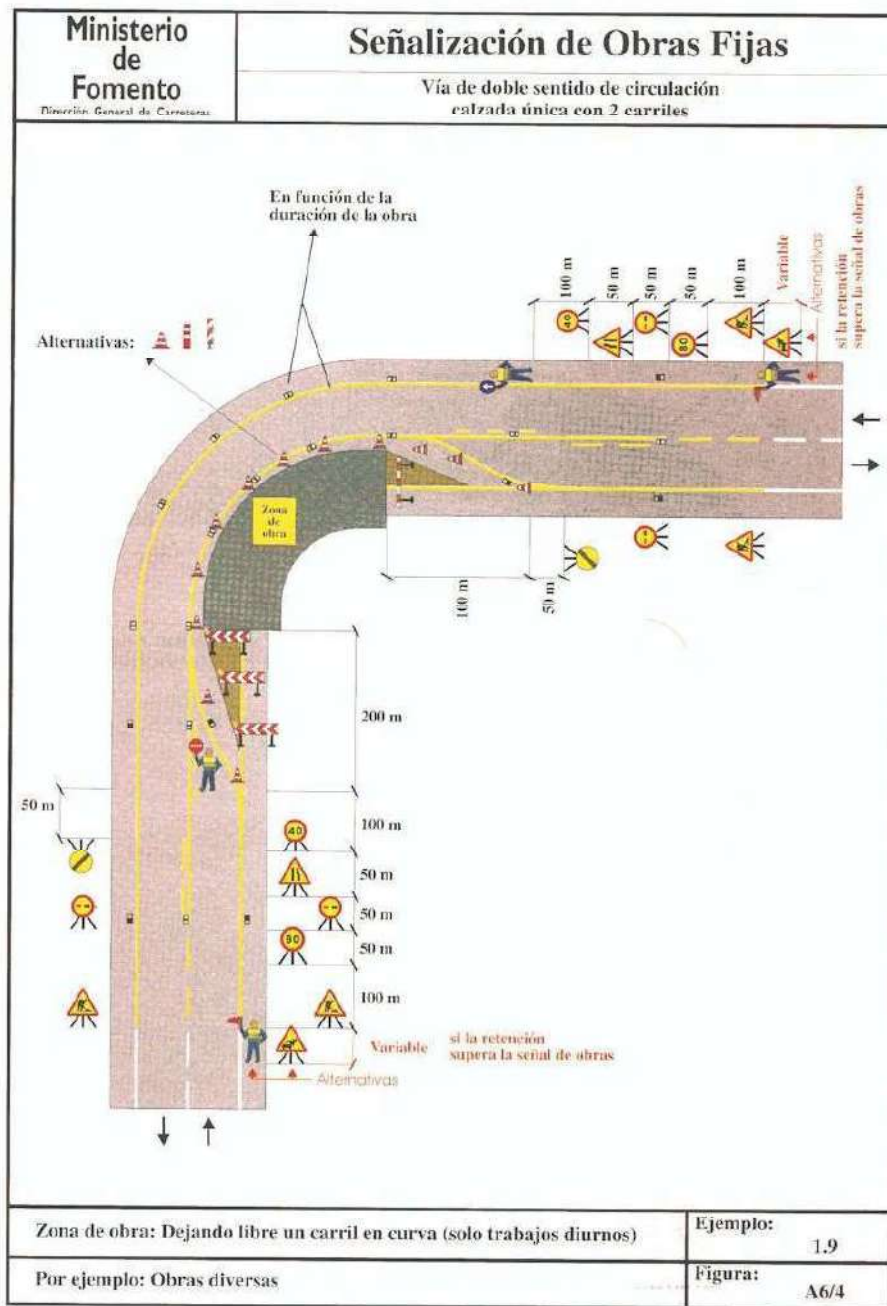 Ministerio
de
Fomento
Dirección General de Carreteras
Señalización de Obras Fijas
Vía de doble sentido de circulación
calzada única con 2 carriles
En función de la
duración de la obra
Alternativas:
100 m
50 m
50 m
50 m
100 m
Variable
Alternativas
si la retención
supera la señal de obras
40
80
Zona
de
obra
100 m
50 m
200 m
50 m
100 m
40
50 m
50 m
80
50 m
100 m
Variable
si la retención
supera la señal de obras
Alternativas
Zona de obra: Dejando libre un carril en curva (solo trabajos diurnos)
Ejemplo:
1.9
Por ejemplo: Obras diversas
Figura:
A6/4